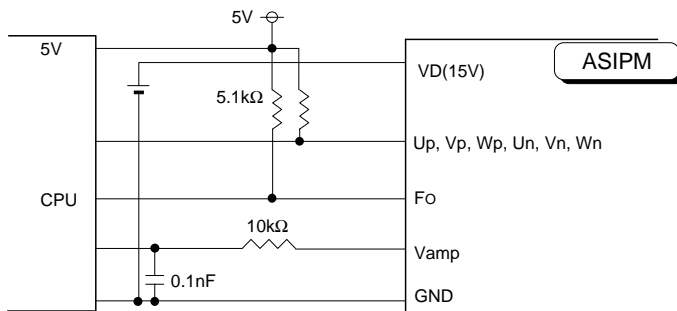 5V
5V
ASIPM
VD(15V)
5.1kΩ
Up, Vp, Wp, Un, Vn, Wn
CPU
FO
10kΩ
Vamp
0.1nF
GND